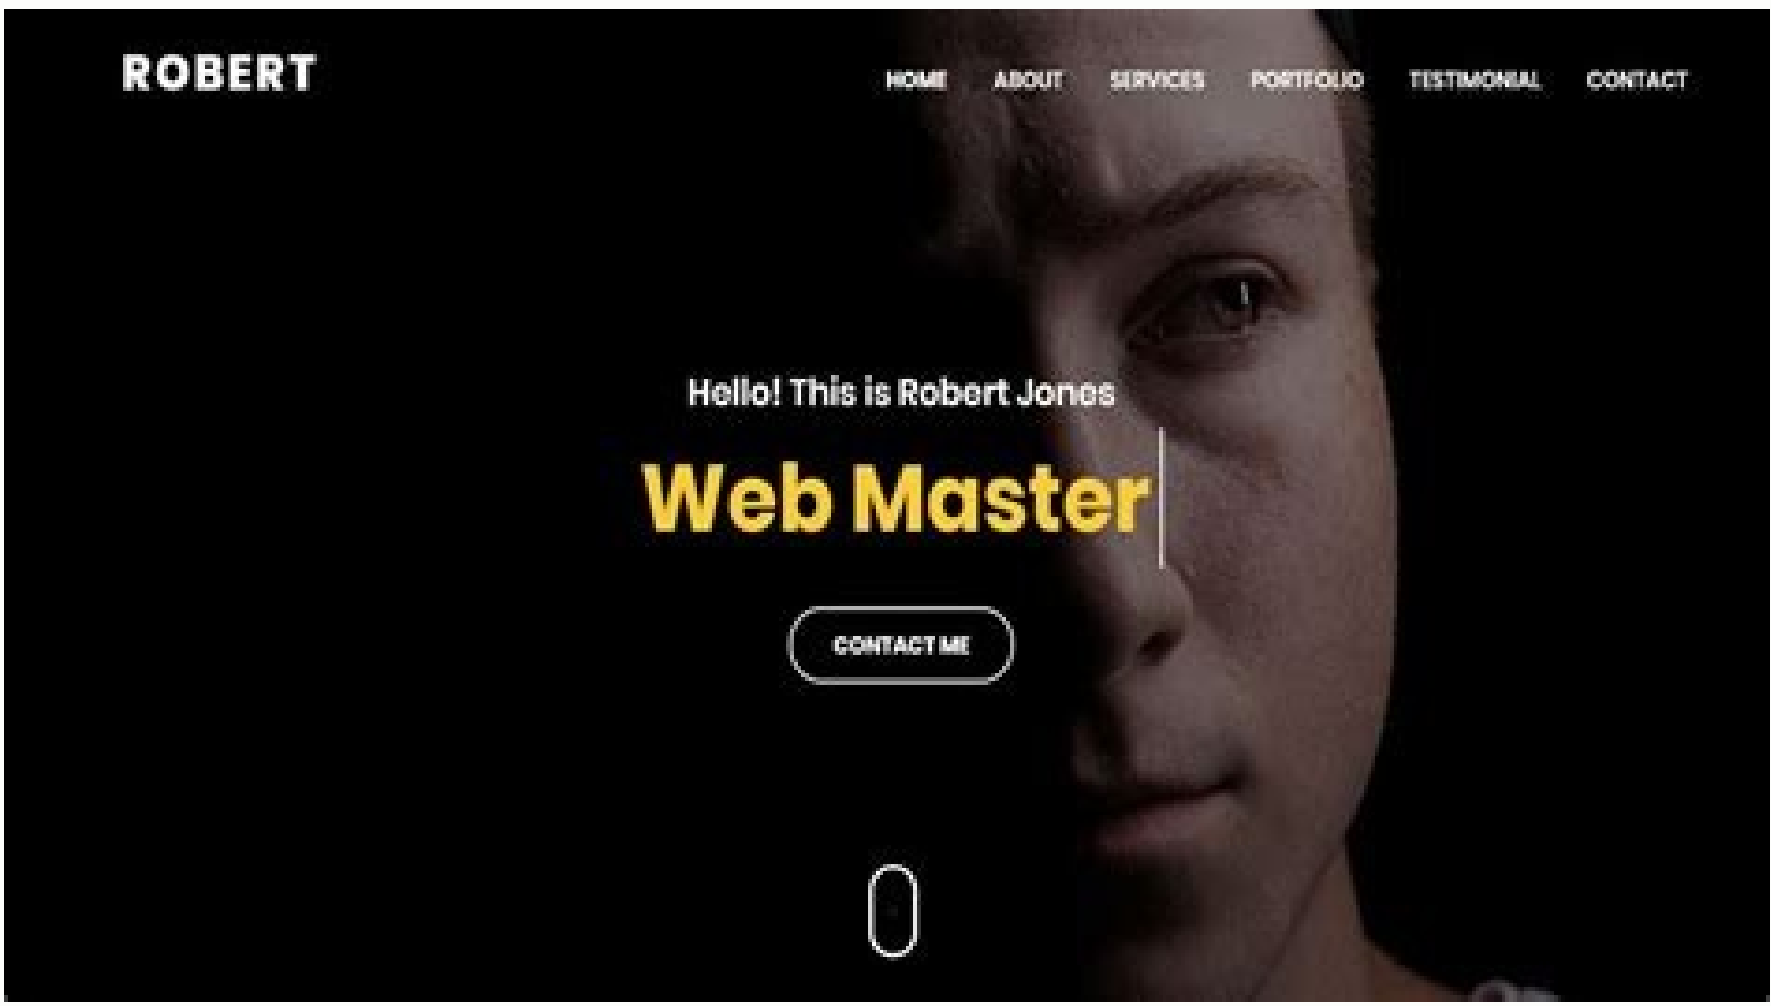 ROBERT
HOME ABOUT SERVICES PORTFOLIO TESTIMONIAL CONTACT
Hello! This is Robert Jones
Web Master
CONTACT ME